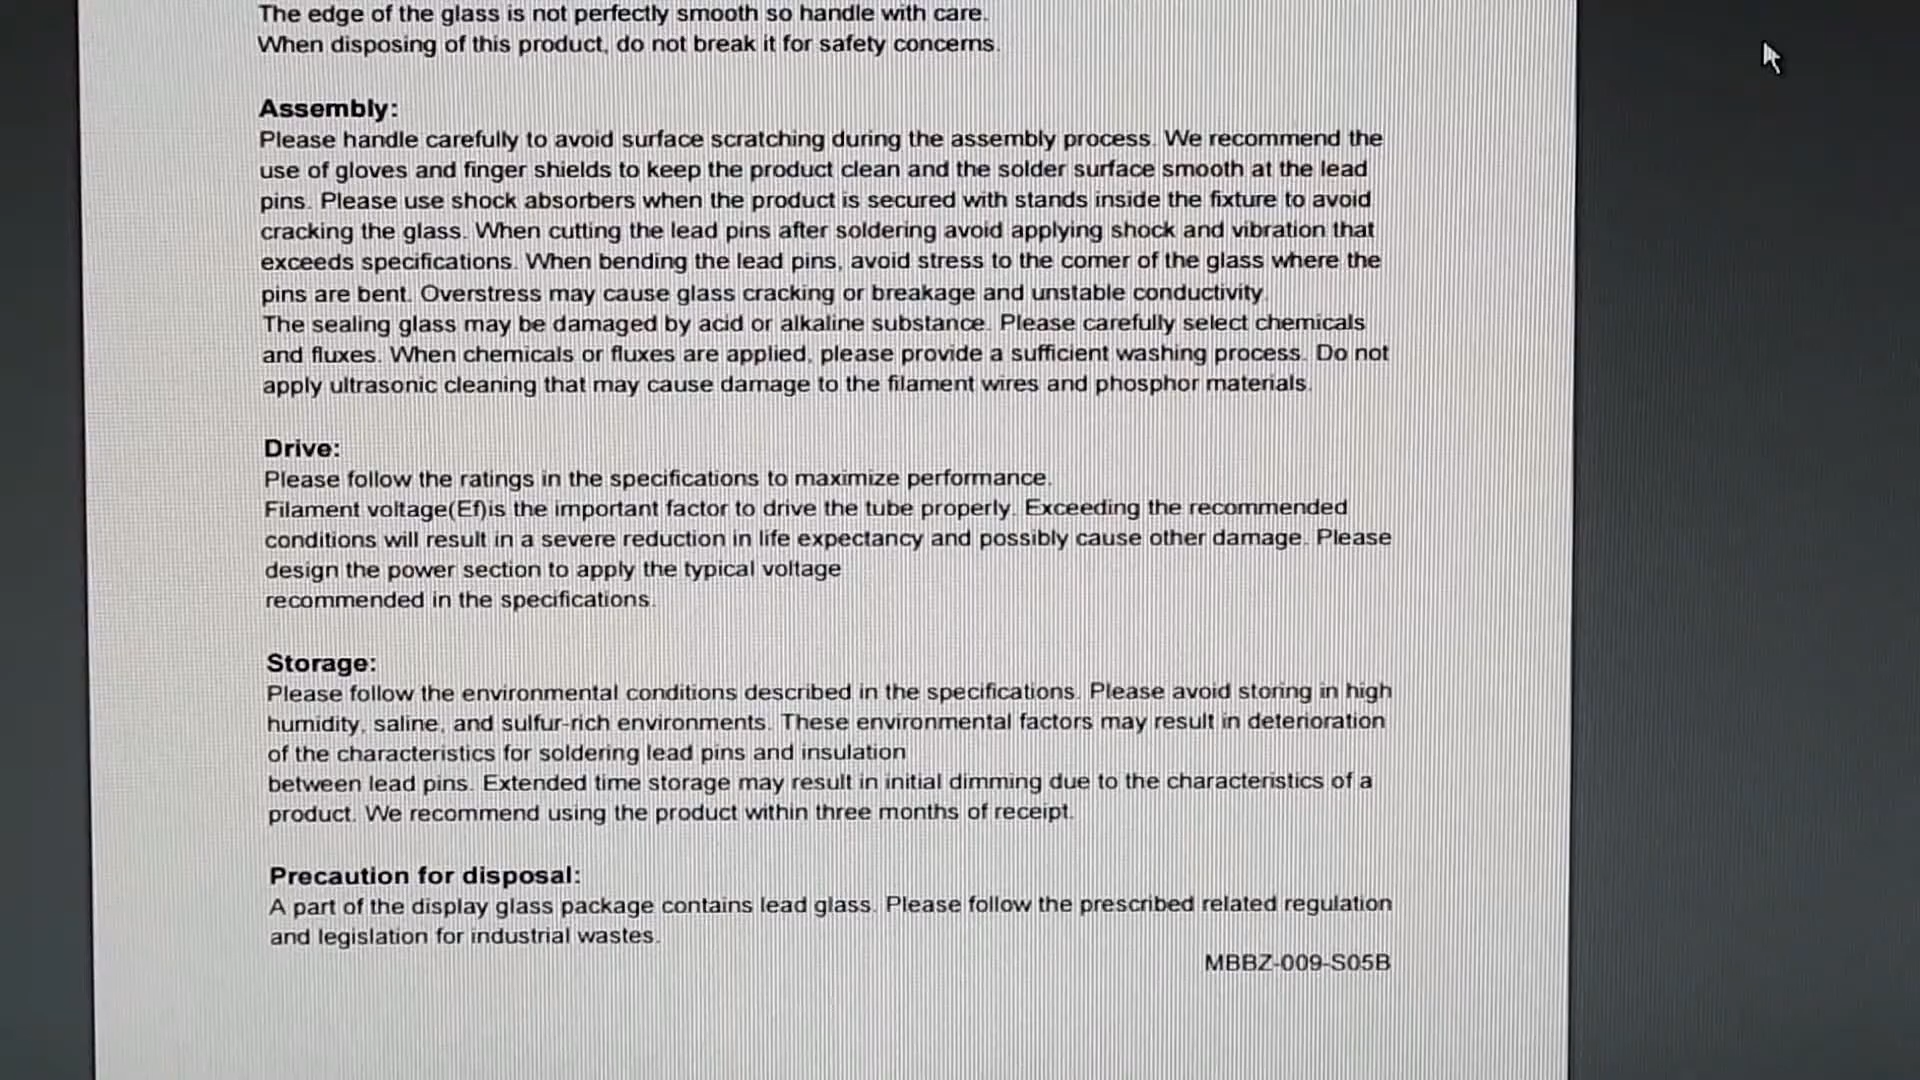 The edge of the glass is not perfectly smooth so handle with care.
When disposing of this product, do not break it for safety concerns.
Assembly:
Please handle carefully to avoid surface scratching during the assembly process. We recommend the
use of gloves and finger shields to keep the product clean and the solder surface smooth at the lead
pins. Please use shock absorbers when the product is secured with stands inside the fixture to avoid
cracking the glass. When cutting the lead pins after soldering avoid applying shock and vibration that
exceeds specifications. When bending the lead pins, avoid stress to the corner of the glass where the
pins are bent. Overstress may cause glass cracking or breakage and unstable conductivity.
The sealing glass may be damaged by acid or alkaline substance. Please carefully select chemicals
and fluxes. When chemicals or fluxes are applied, please provide a sufficient washing process. Do not
apply ultrasonic cleaning that may cause damage to the filament wires and phosphor materials.
Drive:
Please follow the ratings in the specifications to maximize performance.
Filament voltage(Ef)is the important factor to drive the tube properly. Exceeding the recommended
conditions will result in a severe reduction in life expectancy and possibly cause other damage. Please
design the power section to apply the typical voltage
recommended in the specifications.
Storage:
Please follow the environmental conditions described in the specifications. Please avoid storing in high
humidity, saline, and sulfur-rich environments. These environmental factors may result in deterioration
of the characteristics for soldering lead pins and insulation
between lead pins. Extended time storage may result in initial dimming due to the characteristics of a
product. We recommend using the product within three months of receipt.
Precaution for disposal:
A part of the display glass package contains lead glass. Please follow the prescribed related regulation
and legislation for industrial wastes.
MBBZ-009-S05B